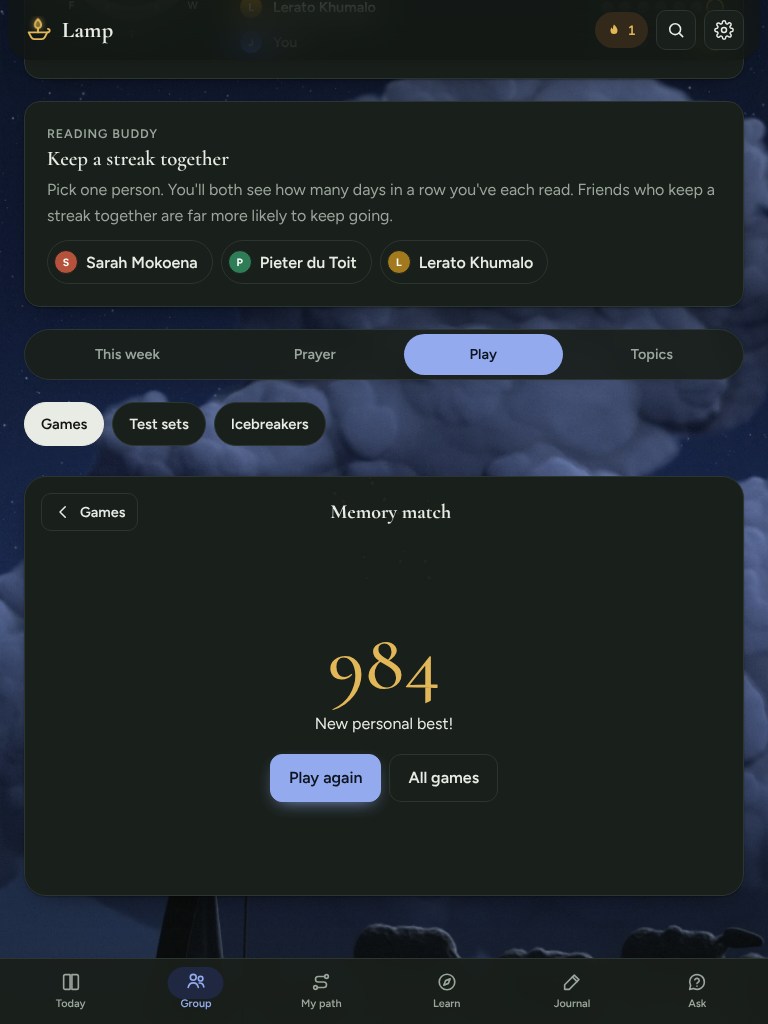 Lerato Khumalo
You
Lamp
1
READING BUDDY
Keep a streak together
Pick one person. You'll both see how many days in a row you've each read. Friends who keep a
streak together are far more likely to keep going.
S Sarah Mokoena P Pieter du Toit L Lerato Khumalo
This week Prayer Play Topics
Games Test sets Icebreakers
Games Memory match
984
New personal best!
Play again All games
Today Group My path Learn Journal Ask